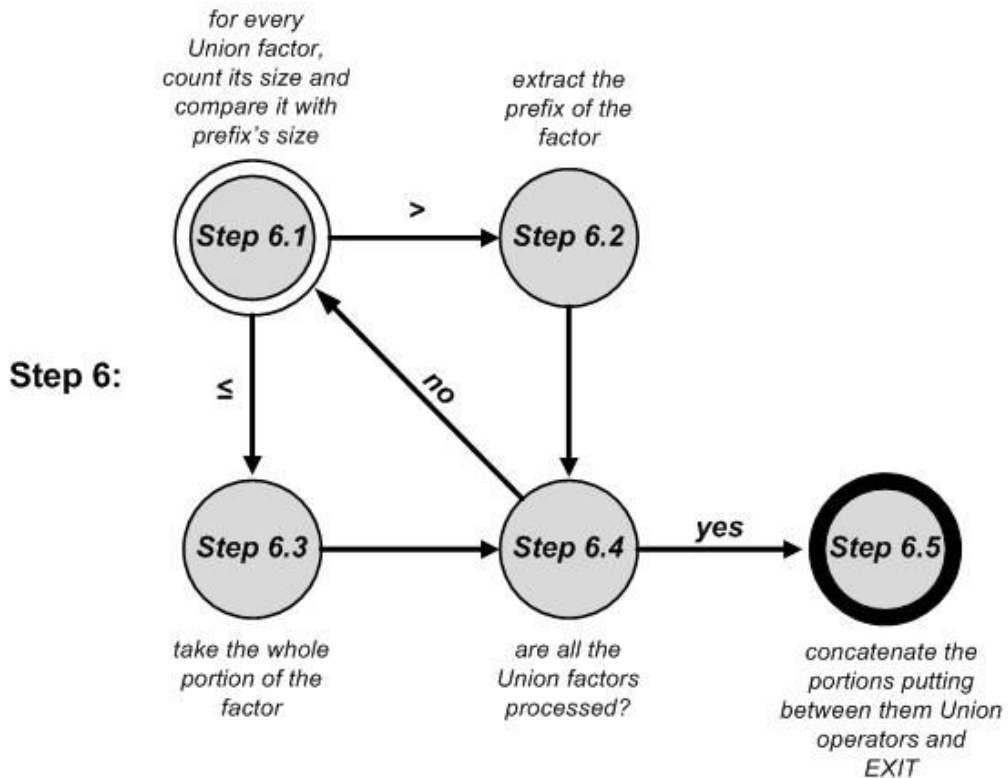 for every
Union factor,
count its size and
compare it with
prefix's size
extract the
prefix of the
factor
Step 6.1
>
Step 6.2
Step 6:
≤
no
Step 6.3
Step 6.4
yes
Step 6.5
take the whole
portion of the
factor
are all the
Union factors
processed?
concatenate the
portions putting
between them Union
operators and
EXIT